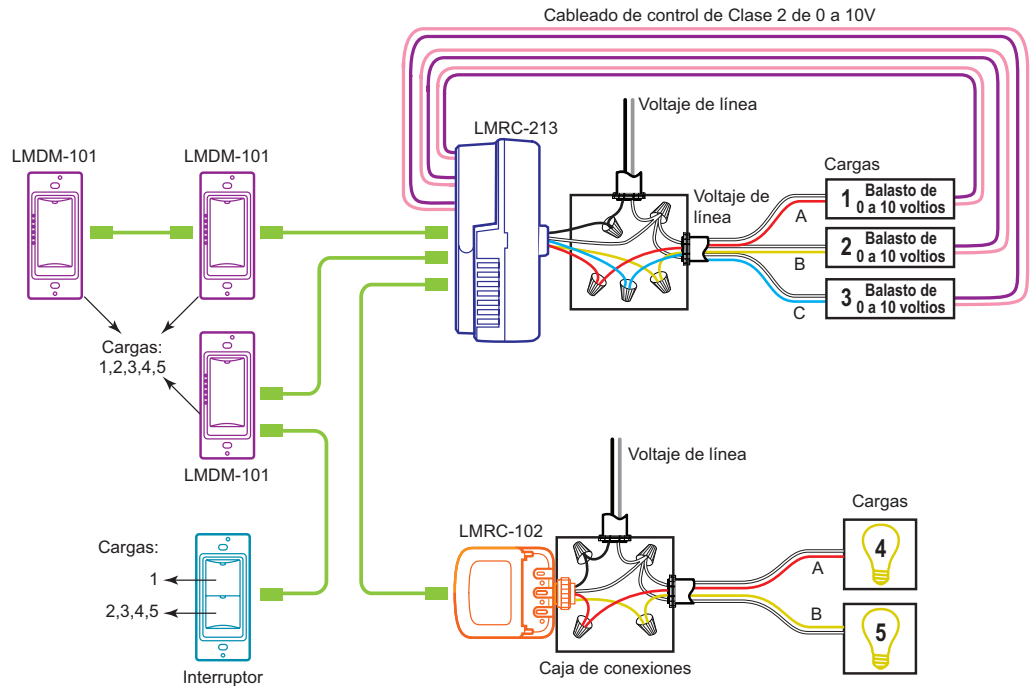 Cableado de control de Clase 2 de 0 a 10V
Voltaje de línea
LMRC-213
LMDM-101
LMDM-101
Cargas
Voltaje de
línea
A
1
Balasto de
0 a 10 voltios
B
2
Balasto de
0 a 10 voltios
C
3
Balasto de
0 a 10 voltios
Cargas:
1,2,3,4,5
LMDM-101
Voltaje de línea
Cargas
LMRC-102
Cargas:
1
2,3,4,5
A
4
B
5
Caja de conexiones
Interruptor